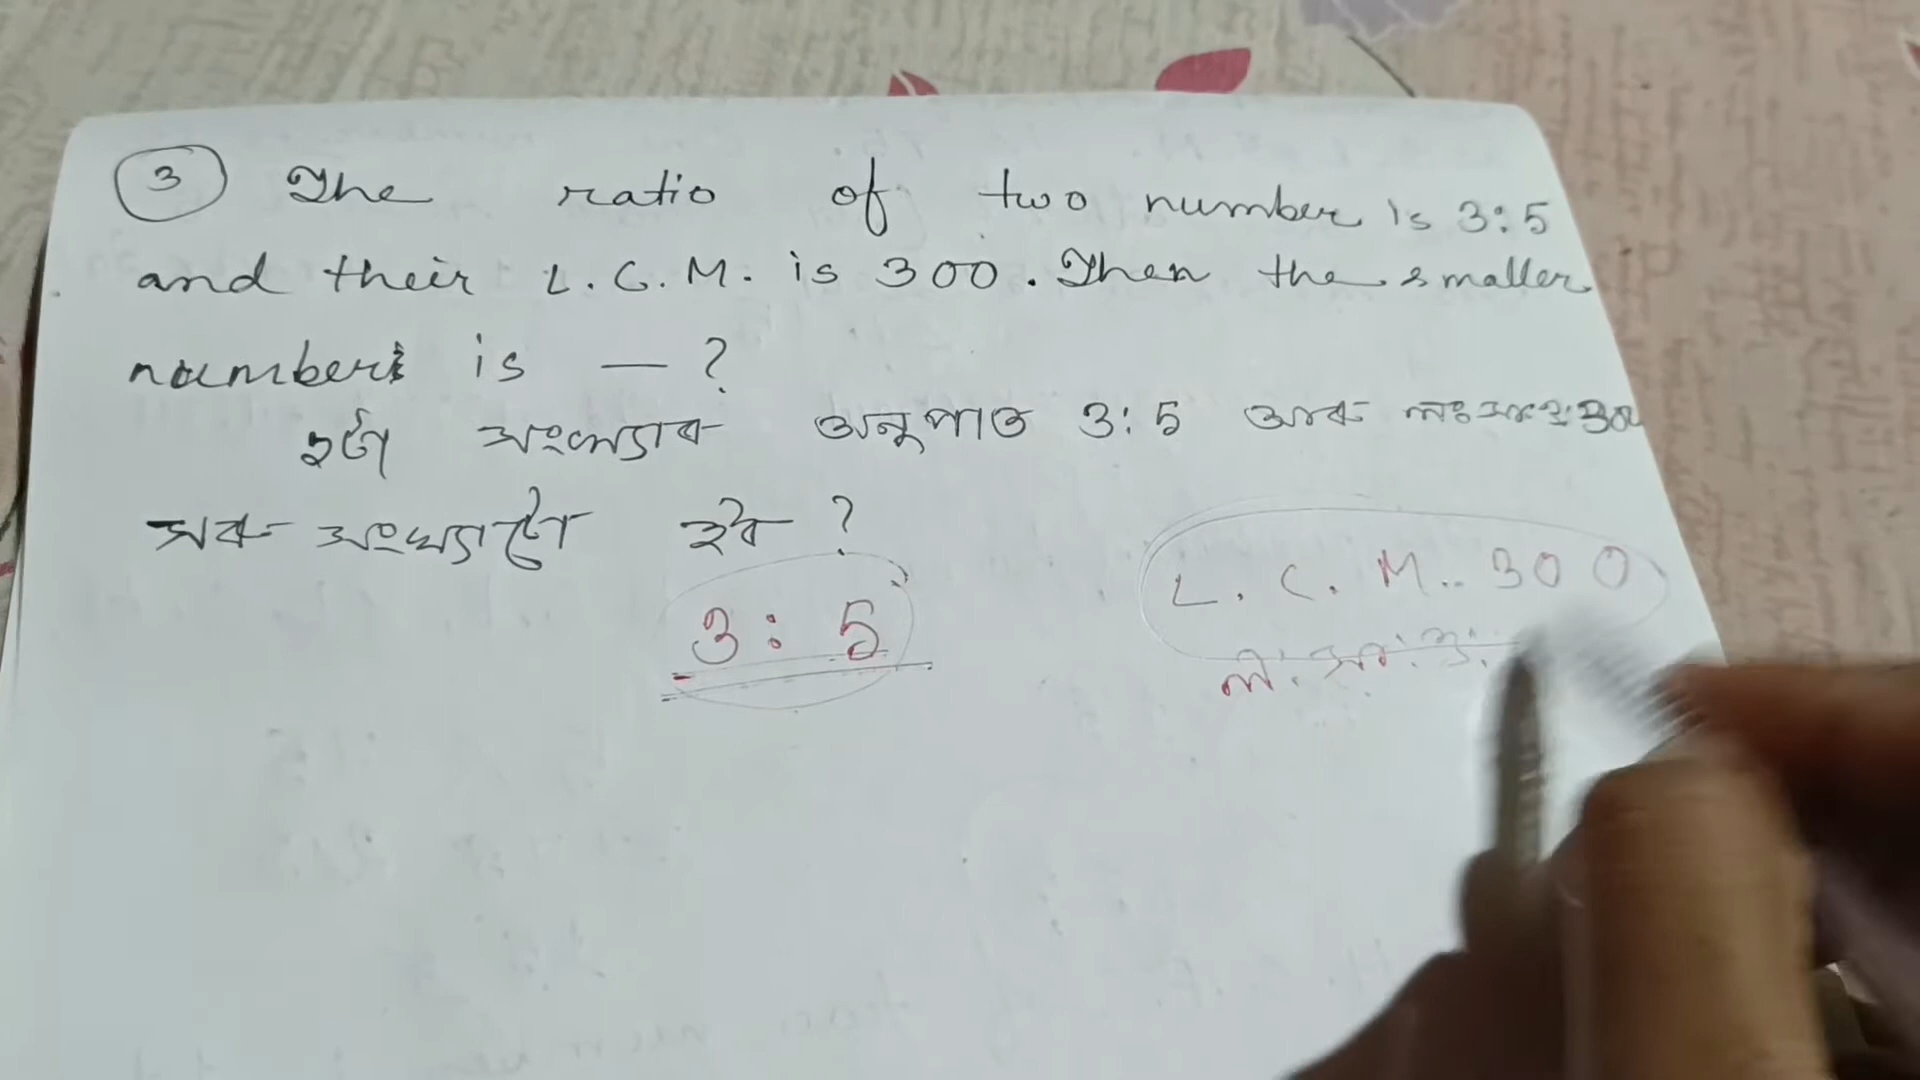 3 The ratio of two number is 3:5
and their L.C.M. is 300. Then the smaller
number is — ?
২টা সংখ্যাৰ অনুপাত 3:5 আৰু ল:সা:গু: 300
সৰু সংখ্যাটো হ'ব ?
3 : 5
L.C.M.. 300